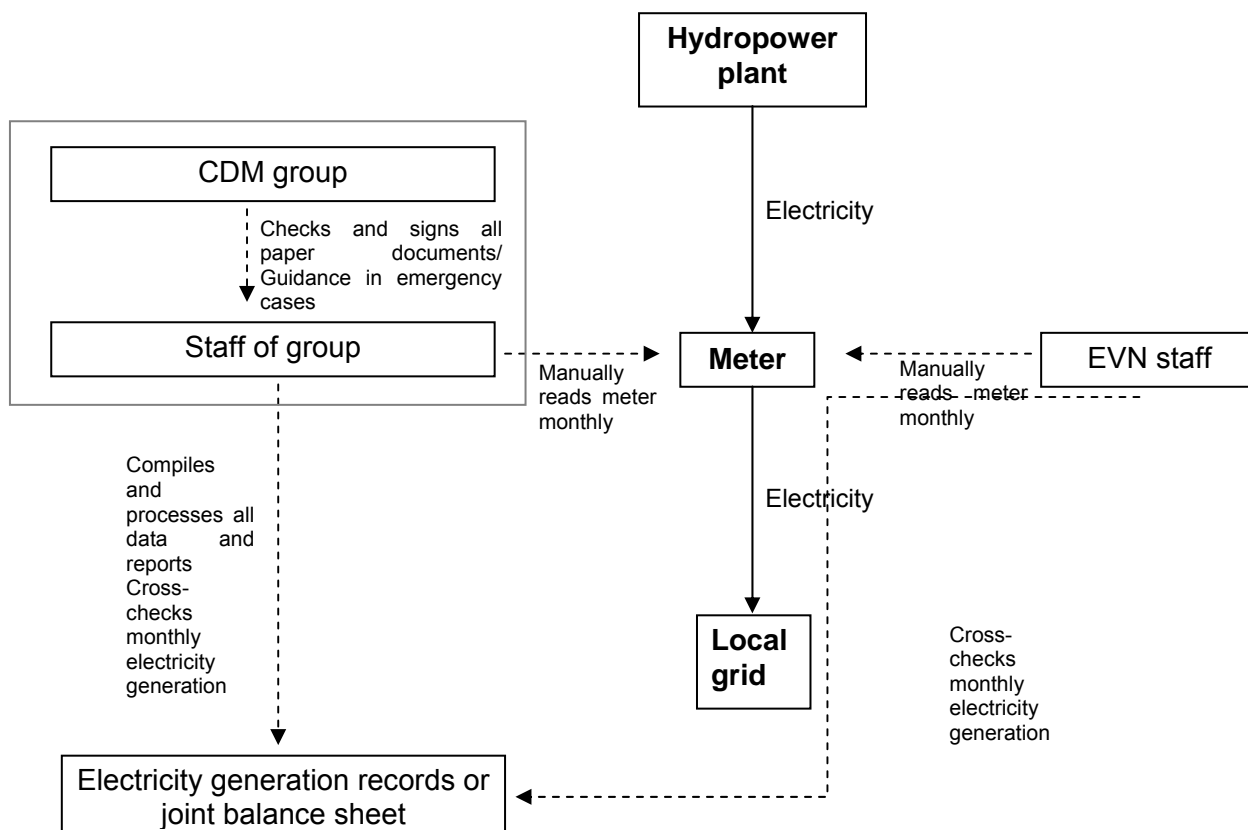 Hydropower
plant
CDM group
Electricity
Checks and signs all
paper documents/
Guidance in emergency
cases
Staff of group
Meter
EVN staff
Manually
reads meter
monthly
Manually
reads meter
monthly
Compiles
and
processes all
data and
reports
Cross-
checks
monthly
electricity
generation
Electricity
Local
grid
Cross-
checks
monthly
electricity
generation
Electricity generation records or
joint balance sheet